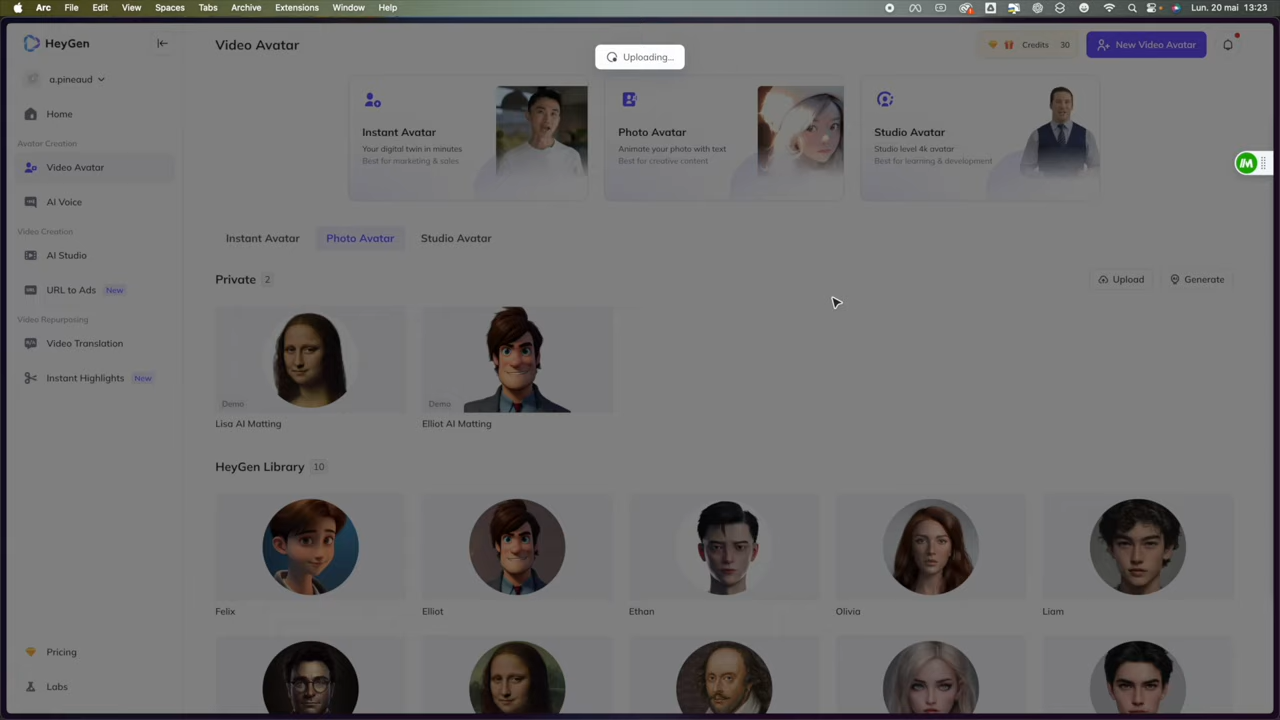 Arc File Edit View Spaces Tabs Archive Extensions Window Help Lun. 20 mai 13:23
HeyGen
a.pineaud
Home
Avatar Creation
Video Avatar
AI Voice
Video Creation
AI Studio
URL to Ads New
Video Repurposing
Video Translation
Instant Highlights New
Pricing
Labs
Video Avatar
Uploading...
Credits 30
New Video Avatar
Instant Avatar
Your digital twin in minutes
Best for marketing & sales
Photo Avatar
Animate your photo with text
Best for creative content
Studio Avatar
Studio level 4k avatar
Best for learning & development
Instant Avatar Photo Avatar Studio Avatar
Private 2
Upload Generate
Demo Demo
Lisa AI Matting Elliot AI Matting
HeyGen Library 10
Felix Elliot Ethan Olivia Liam